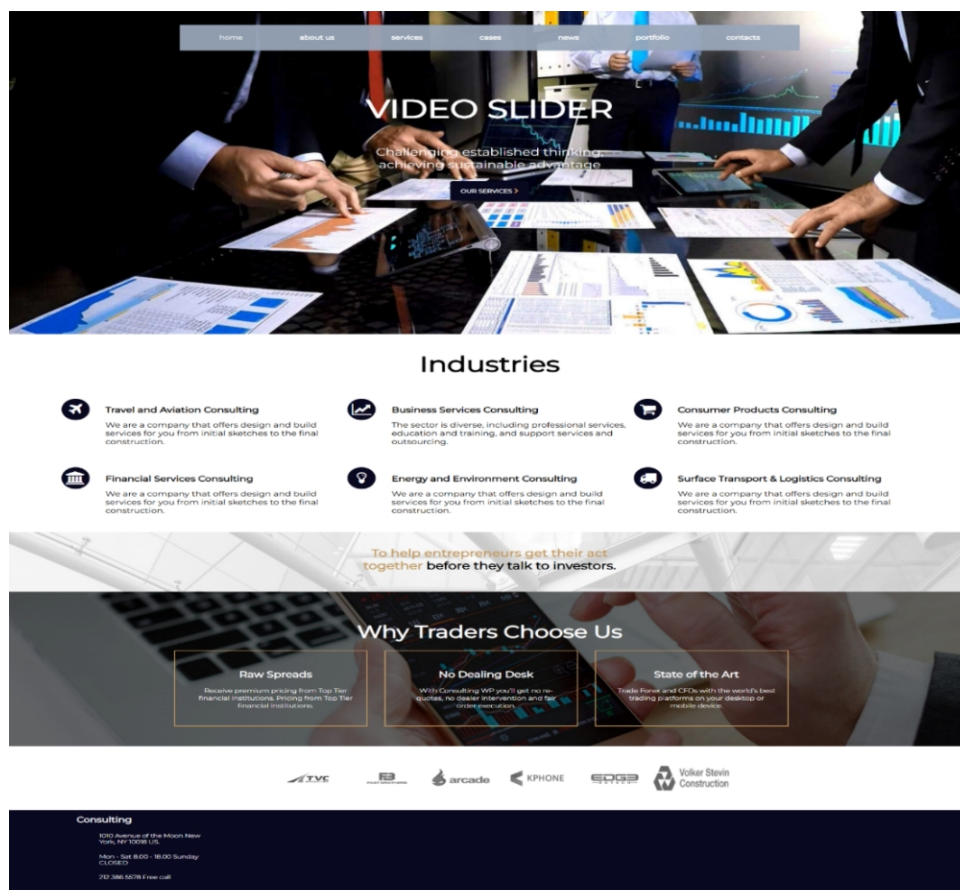 home about us services cases news portfolio contacts
VIDEO SLIDER
Challenging established thinking,
achieving sustainable advantage
OUR SERVICES >
Industries
Travel and Aviation Consulting
We are a company that offers design and build
services for you from initial sketches to the final
construction.
Business Services Consulting
The sector is diverse, including professional services,
education and training, and support services and
outsourcing.
Consumer Products Consulting
We are a company that offers design and build
services for you from initial sketches to the final
construction.
Financial Services Consulting
We are a company that offers design and build
services for you from initial sketches to the final
construction.
Energy and Environment Consulting
We are a company that offers design and build
services for you from initial sketches to the final
construction.
Surface Transport & Logistics Consulting
We are a company that offers design and build
services for you from initial sketches to the final
construction.
To help entrepreneurs get their act
together before they talk to investors.
Why Traders Choose Us
Raw Spreads
Receive premium pricing from Top Tier
financial institutions. Pricing from Top Tier
financial institutions.
No Dealing Desk
With Consulting WP you'll get no re-
quotes, no dealer intervention and fair
order execution.
State of the Art
Trade Forex and CFDs with the world's best
trading platforms on your desktop or
mobile device.
TVC
arcade
KPHONE
EDGE
Volker Stevin
Construction
Consulting
1010 Avenue of the Moon New
York, NY 10018 US.
Mon - Sat 8.00 - 18.00 Sunday
CLOSED
212 386 5578 Free call